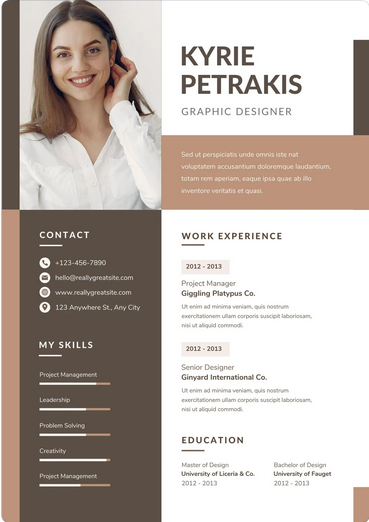 KYRIE
PETRAKIS
GRAPHIC DESIGNER
Sed ut perspiciatis unde omnis iste nat
voluptatem accusantium doloremque laudantium,
totam rem aperiam, eaque ipsa quae ab illo
inventore veritatis et quasi.
CONTACT
+123-456-7890
hello@reallygreatsite.com
www.reallygreatsite.com
123 Anywhere St., Any City
MY SKILLS
Project Management
Leadership
Problem Solving
Creativity
Project Management
WORK EXPERIENCE
2012 - 2013
Project Manager
Giggling Platypus Co.
Ut enim ad minima veniam, quis nostrum
exercitationem ullam corporis suscipit laboriosam,
nisi ut aliquid commodi.
2012 - 2013
Senior Designer
Ginyard International Co.
Ut enim ad minima veniam, quis nostrum
exercitationem ullam corporis suscipit laboriosam,
nisi ut aliquid commodi.
EDUCATION
Master of Design
University of Liceria & Co.
2012 - 2013
Bachelor of Design
University of Fauget
2012 - 2013